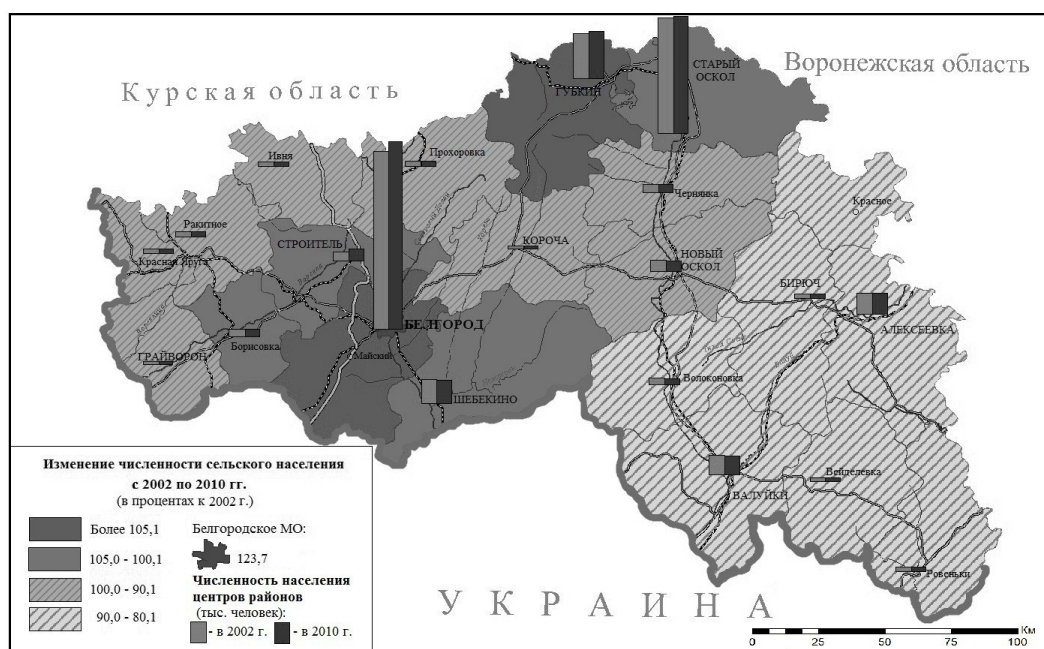 Курская область
Воронежская область
ГУБКИН
СТАРЫЙ
ОСКОЛ
Ивня
Прохоровка
Чернянка
Красное
Ракитное
СТРОИТЕЛЬ
КОРОЧА
Красная Яруга
НОВЫЙ
ОСКОЛ
БИРЮЧ
АЛЕКСЕЕВКА
БЕЛГОРОД
Борисовка
Майский
ГРАЙВОРОН
Волоконовка
ШЕБЕКИНО
ВАЛУЙКИ
Вейделевка
Ровеньки
УКРАИНА
Изменение численности сельского населения
с 2002 по 2010 гг.
(в процентах к 2002 г.)
Более 105,1
105,0 - 100,1
100,0 - 90,1
90,0 - 80,1
Белгородское МО:
123,7
Численность населения
центров районов
(тыс. человек):
- в 2002 г.
- в 2010 г.
Км
0 25 50 75 100